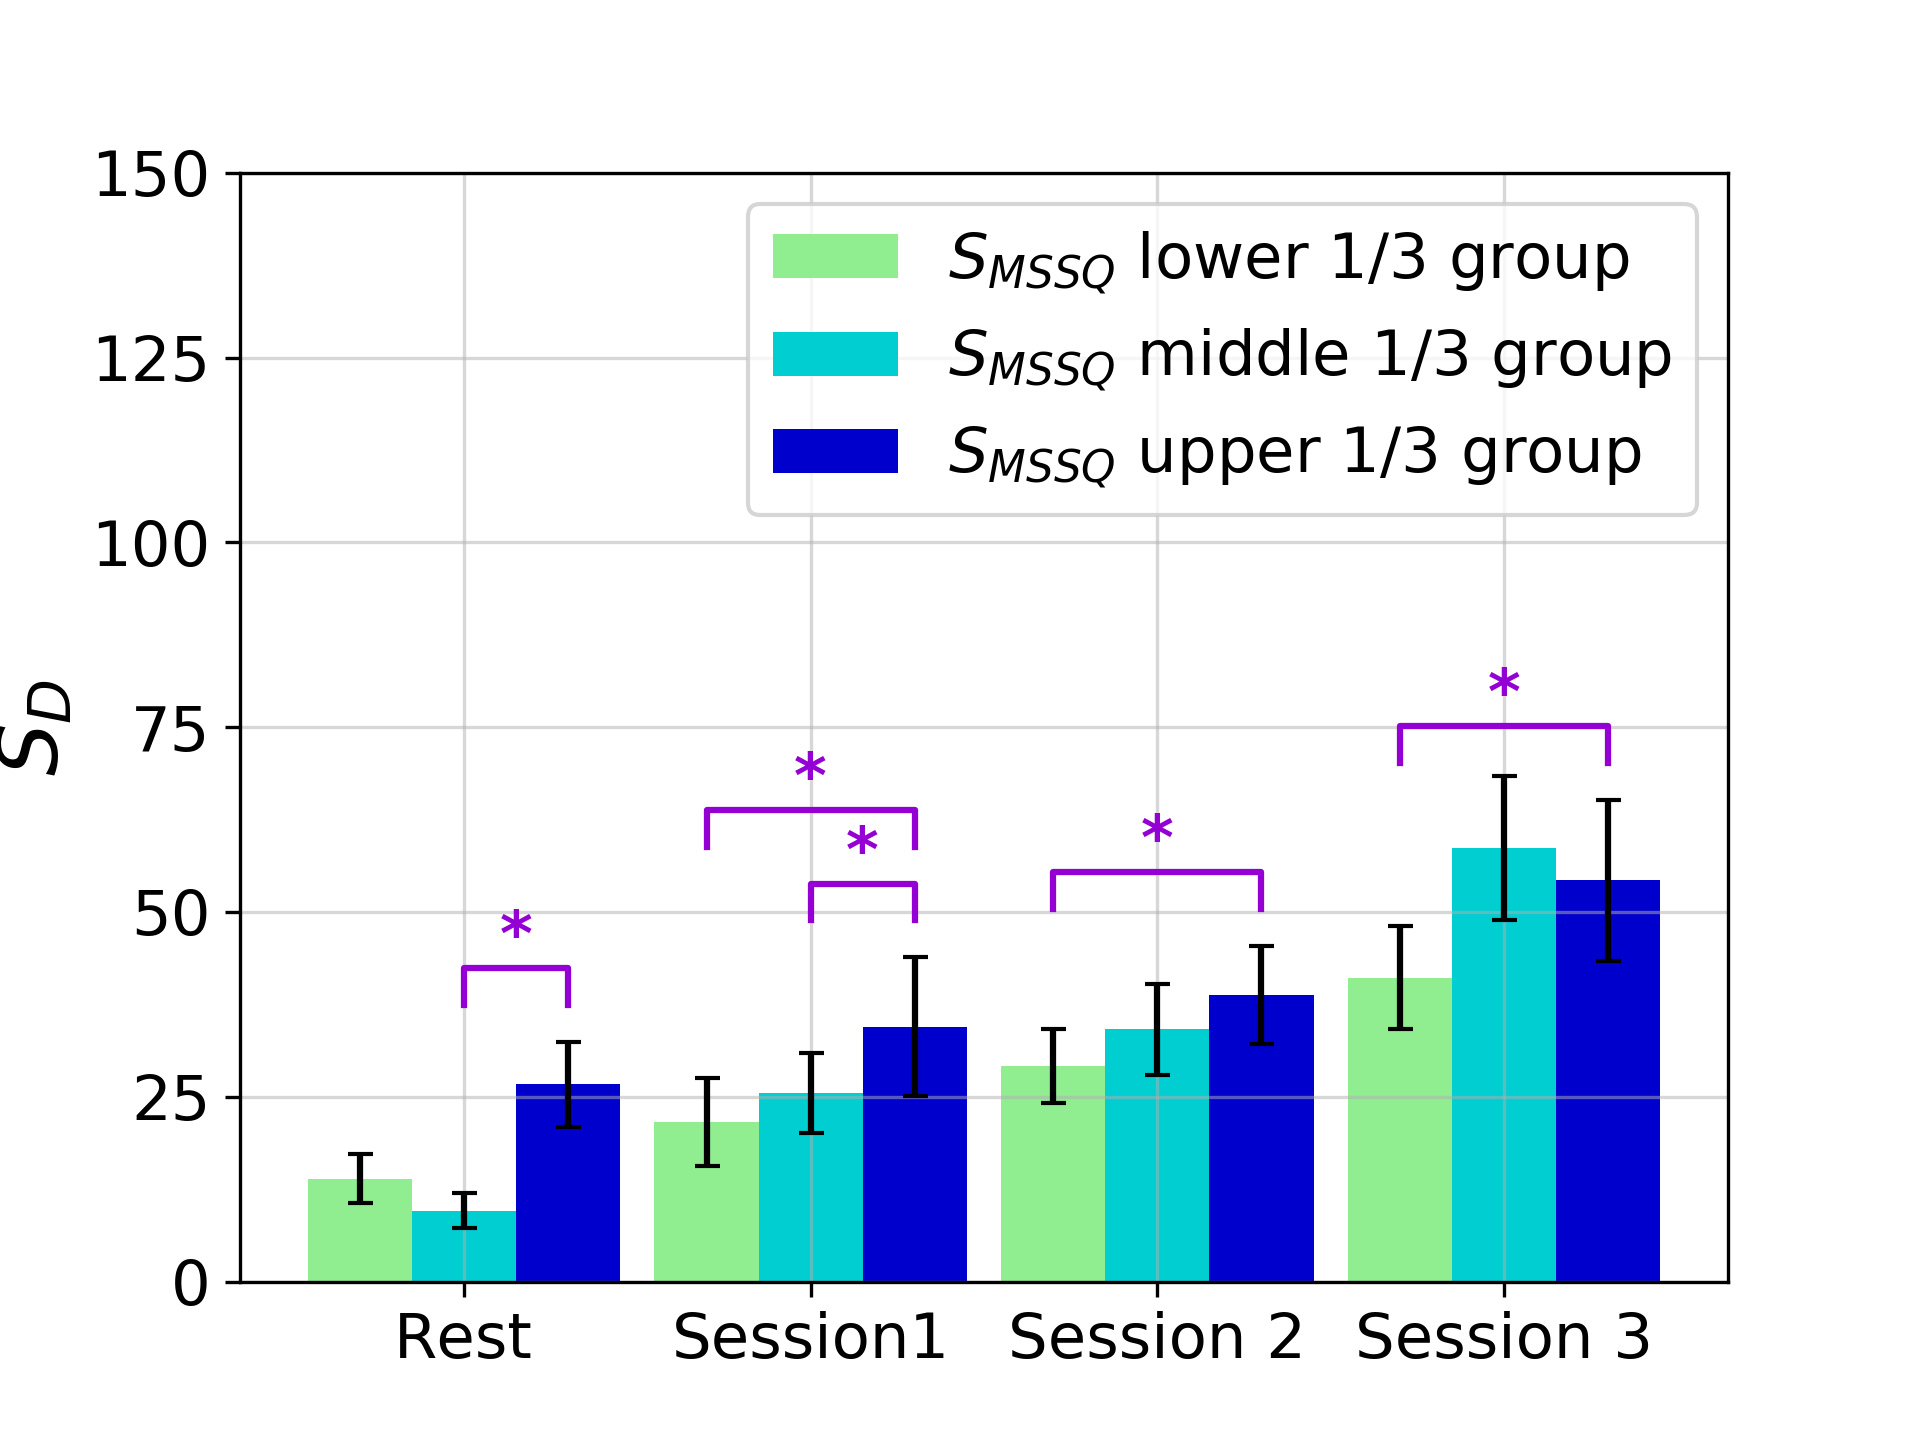 150
125
100
75
50
25
0
S_D
S_MSSQ lower 1/3 group
S_MSSQ middle 1/3 group
S_MSSQ upper 1/3 group
*
*
*
*
*
Rest Session1 Session 2 Session 3